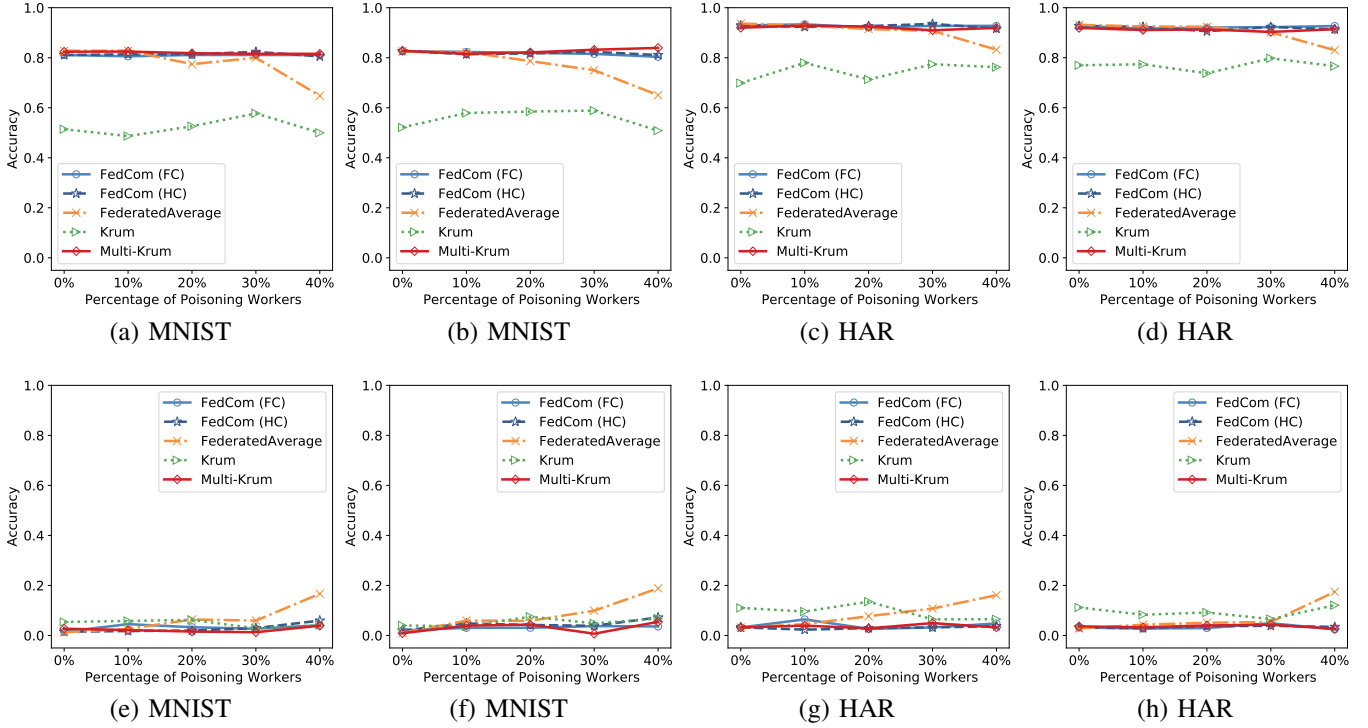 1.0
0.8
0.6
0.4
0.2
0.0
Accuracy
FedCom (FC)
FedCom (HC)
FederatedAverage
Krum
Multi-Krum
0% 10% 20% 30% 40%
Percentage of Poisoning Workers
(a) MNIST
1.0
0.8
0.6
0.4
0.2
0.0
Accuracy
FedCom (FC)
FedCom (HC)
FederatedAverage
Krum
Multi-Krum
0% 10% 20% 30% 40%
Percentage of Poisoning Workers
(b) MNIST
1.0
0.8
0.6
0.4
0.2
0.0
Accuracy
FedCom (FC)
FedCom (HC)
FederatedAverage
Krum
Multi-Krum
0% 10% 20% 30% 40%
Percentage of Poisoning Workers
(c) HAR
1.0
0.8
0.6
0.4
0.2
0.0
Accuracy
FedCom (FC)
FedCom (HC)
FederatedAverage
Krum
Multi-Krum
0% 10% 20% 30% 40%
Percentage of Poisoning Workers
(d) HAR
1.0
0.8
0.6
0.4
0.2
0.0
Accuracy
FedCom (FC)
FedCom (HC)
FederatedAverage
Krum
Multi-Krum
0% 10% 20% 30% 40%
Percentage of Poisoning Workers
(e) MNIST
1.0
0.8
0.6
0.4
0.2
0.0
Accuracy
FedCom (FC)
FedCom (HC)
FederatedAverage
Krum
Multi-Krum
0% 10% 20% 30% 40%
Percentage of Poisoning Workers
(f) MNIST
1.0
0.8
0.6
0.4
0.2
0.0
Accuracy
FedCom (FC)
FedCom (HC)
FederatedAverage
Krum
Multi-Krum
0% 10% 20% 30% 40%
Percentage of Poisoning Workers
(g) HAR
1.0
0.8
0.6
0.4
0.2
0.0
Accuracy
FedCom (FC)
FedCom (HC)
FederatedAverage
Krum
Multi-Krum
0% 10% 20% 30% 40%
Percentage of Poisoning Workers
(h) HAR